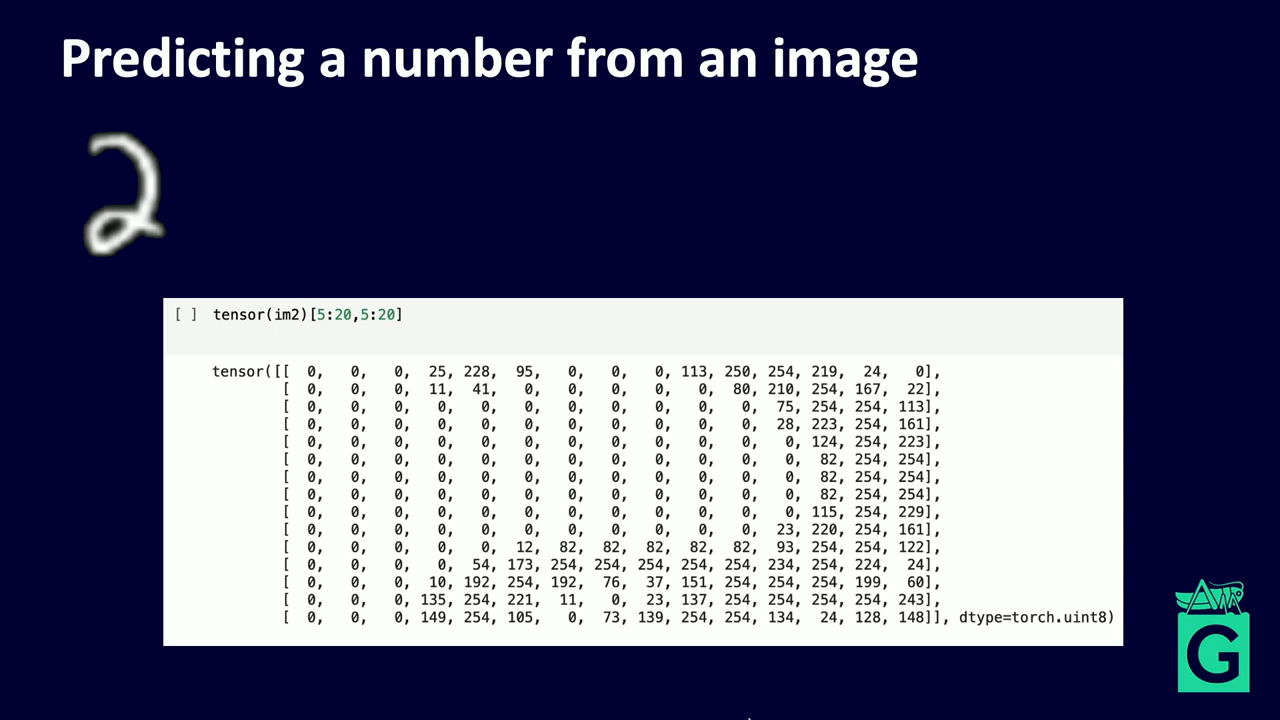 Predicting a number from an image
2
[ ] tensor(im2)[5:20,5:20]
tensor([[ 0, 0, 0, 25, 228, 95, 0, 0, 0, 113, 250, 254, 219, 24, 0],
[ 0, 0, 0, 11, 41, 0, 0, 0, 0, 0, 80, 210, 254, 167, 22],
[ 0, 0, 0, 0, 0, 0, 0, 0, 0, 0, 0, 75, 254, 254, 113],
[ 0, 0, 0, 0, 0, 0, 0, 0, 0, 0, 0, 28, 223, 254, 161],
[ 0, 0, 0, 0, 0, 0, 0, 0, 0, 0, 0, 0, 124, 254, 223],
[ 0, 0, 0, 0, 0, 0, 0, 0, 0, 0, 0, 0, 82, 254, 254],
[ 0, 0, 0, 0, 0, 0, 0, 0, 0, 0, 0, 0, 82, 254, 254],
[ 0, 0, 0, 0, 0, 0, 0, 0, 0, 0, 0, 0, 82, 254, 254],
[ 0, 0, 0, 0, 0, 0, 0, 0, 0, 0, 0, 0, 115, 254, 229],
[ 0, 0, 0, 0, 0, 0, 0, 0, 0, 0, 0, 23, 220, 254, 161],
[ 0, 0, 0, 0, 0, 12, 82, 82, 82, 82, 82, 93, 254, 254, 122],
[ 0, 0, 0, 0, 54, 173, 254, 254, 254, 254, 254, 234, 254, 224, 24],
[ 0, 0, 0, 10, 192, 254, 192, 76, 37, 151, 254, 254, 254, 199, 60],
[ 0, 0, 0, 135, 254, 221, 11, 0, 23, 137, 254, 254, 254, 254, 243],
[ 0, 0, 0, 149, 254, 105, 0, 73, 139, 254, 254, 134, 24, 128, 148]], dtype=torch.uint8)
G